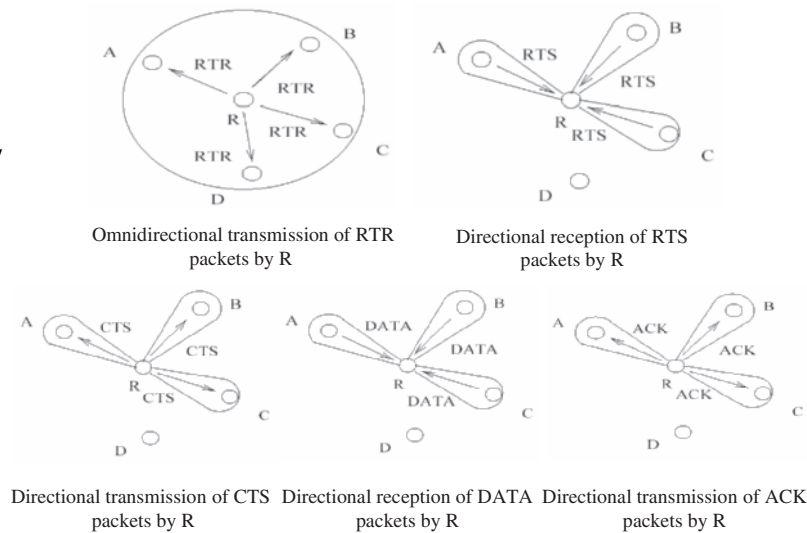 A
B
RTR
RTR
R
RTR
RTR
C
D
Omnidirectional transmission of RTR
packets by R
A
B
RTS
RTS
R
RTS
C
D
Directional reception of RTS
packets by R
A
B
CTS
CTS
R
CTS
C
D
Directional transmission of CTS
packets by R
A
B
DATA
DATA
R
DATA
C
D
Directional reception of DATA
packets by R
A
B
ACK
ACK
R
ACK
C
D
Directional transmission of ACK
packets by R